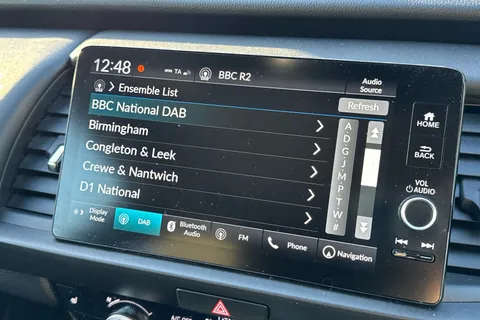 12:48 TA BBC R2
Ensemble List
Audio Source
BBC National DAB
Refresh
Birmingham
Congleton & Leek
Crewe & Nantwich
D1 National
A
D
G
J
M
P
T
W
#
HOME
BACK
VOL
AUDIO
Display Mode
DAB
Bluetooth Audio
FM
Phone
Navigation
A/C OFF